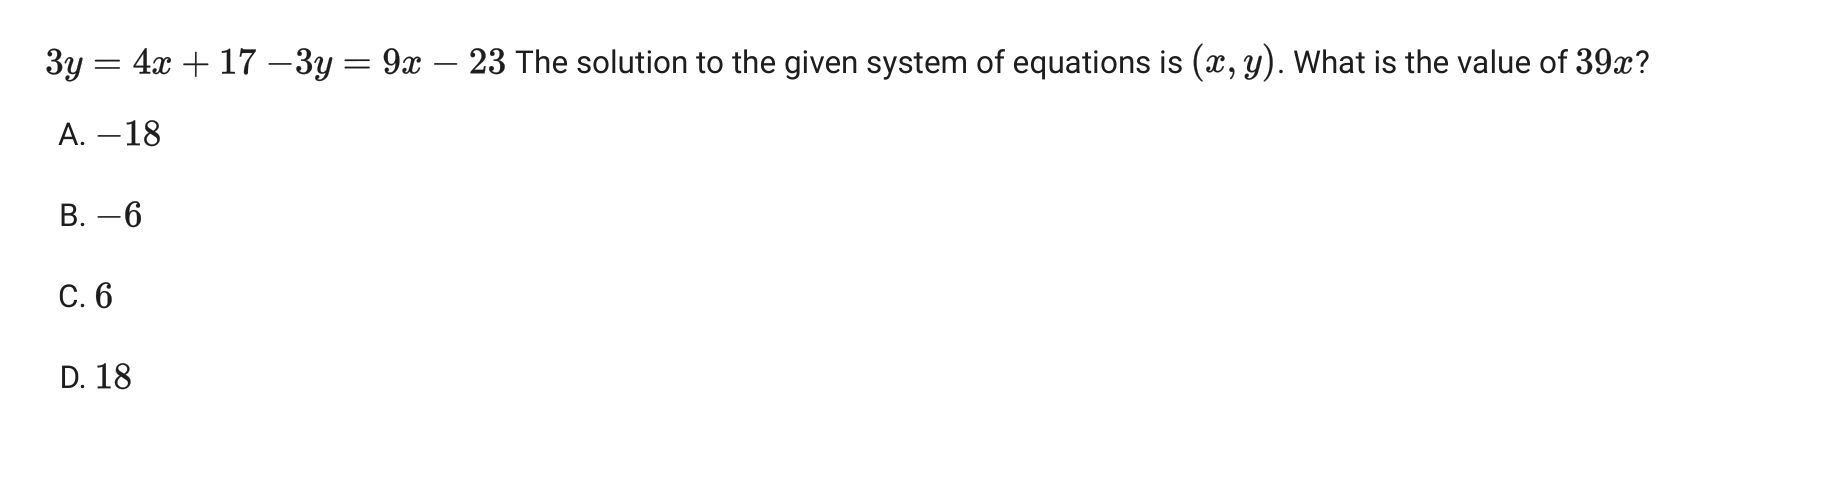 3y = 4x + 17 −3y = 9x − 23 The solution to the given system of equations is (x, y). What is the value of 39x?
A. −18
B. −6
C. 6
D. 18